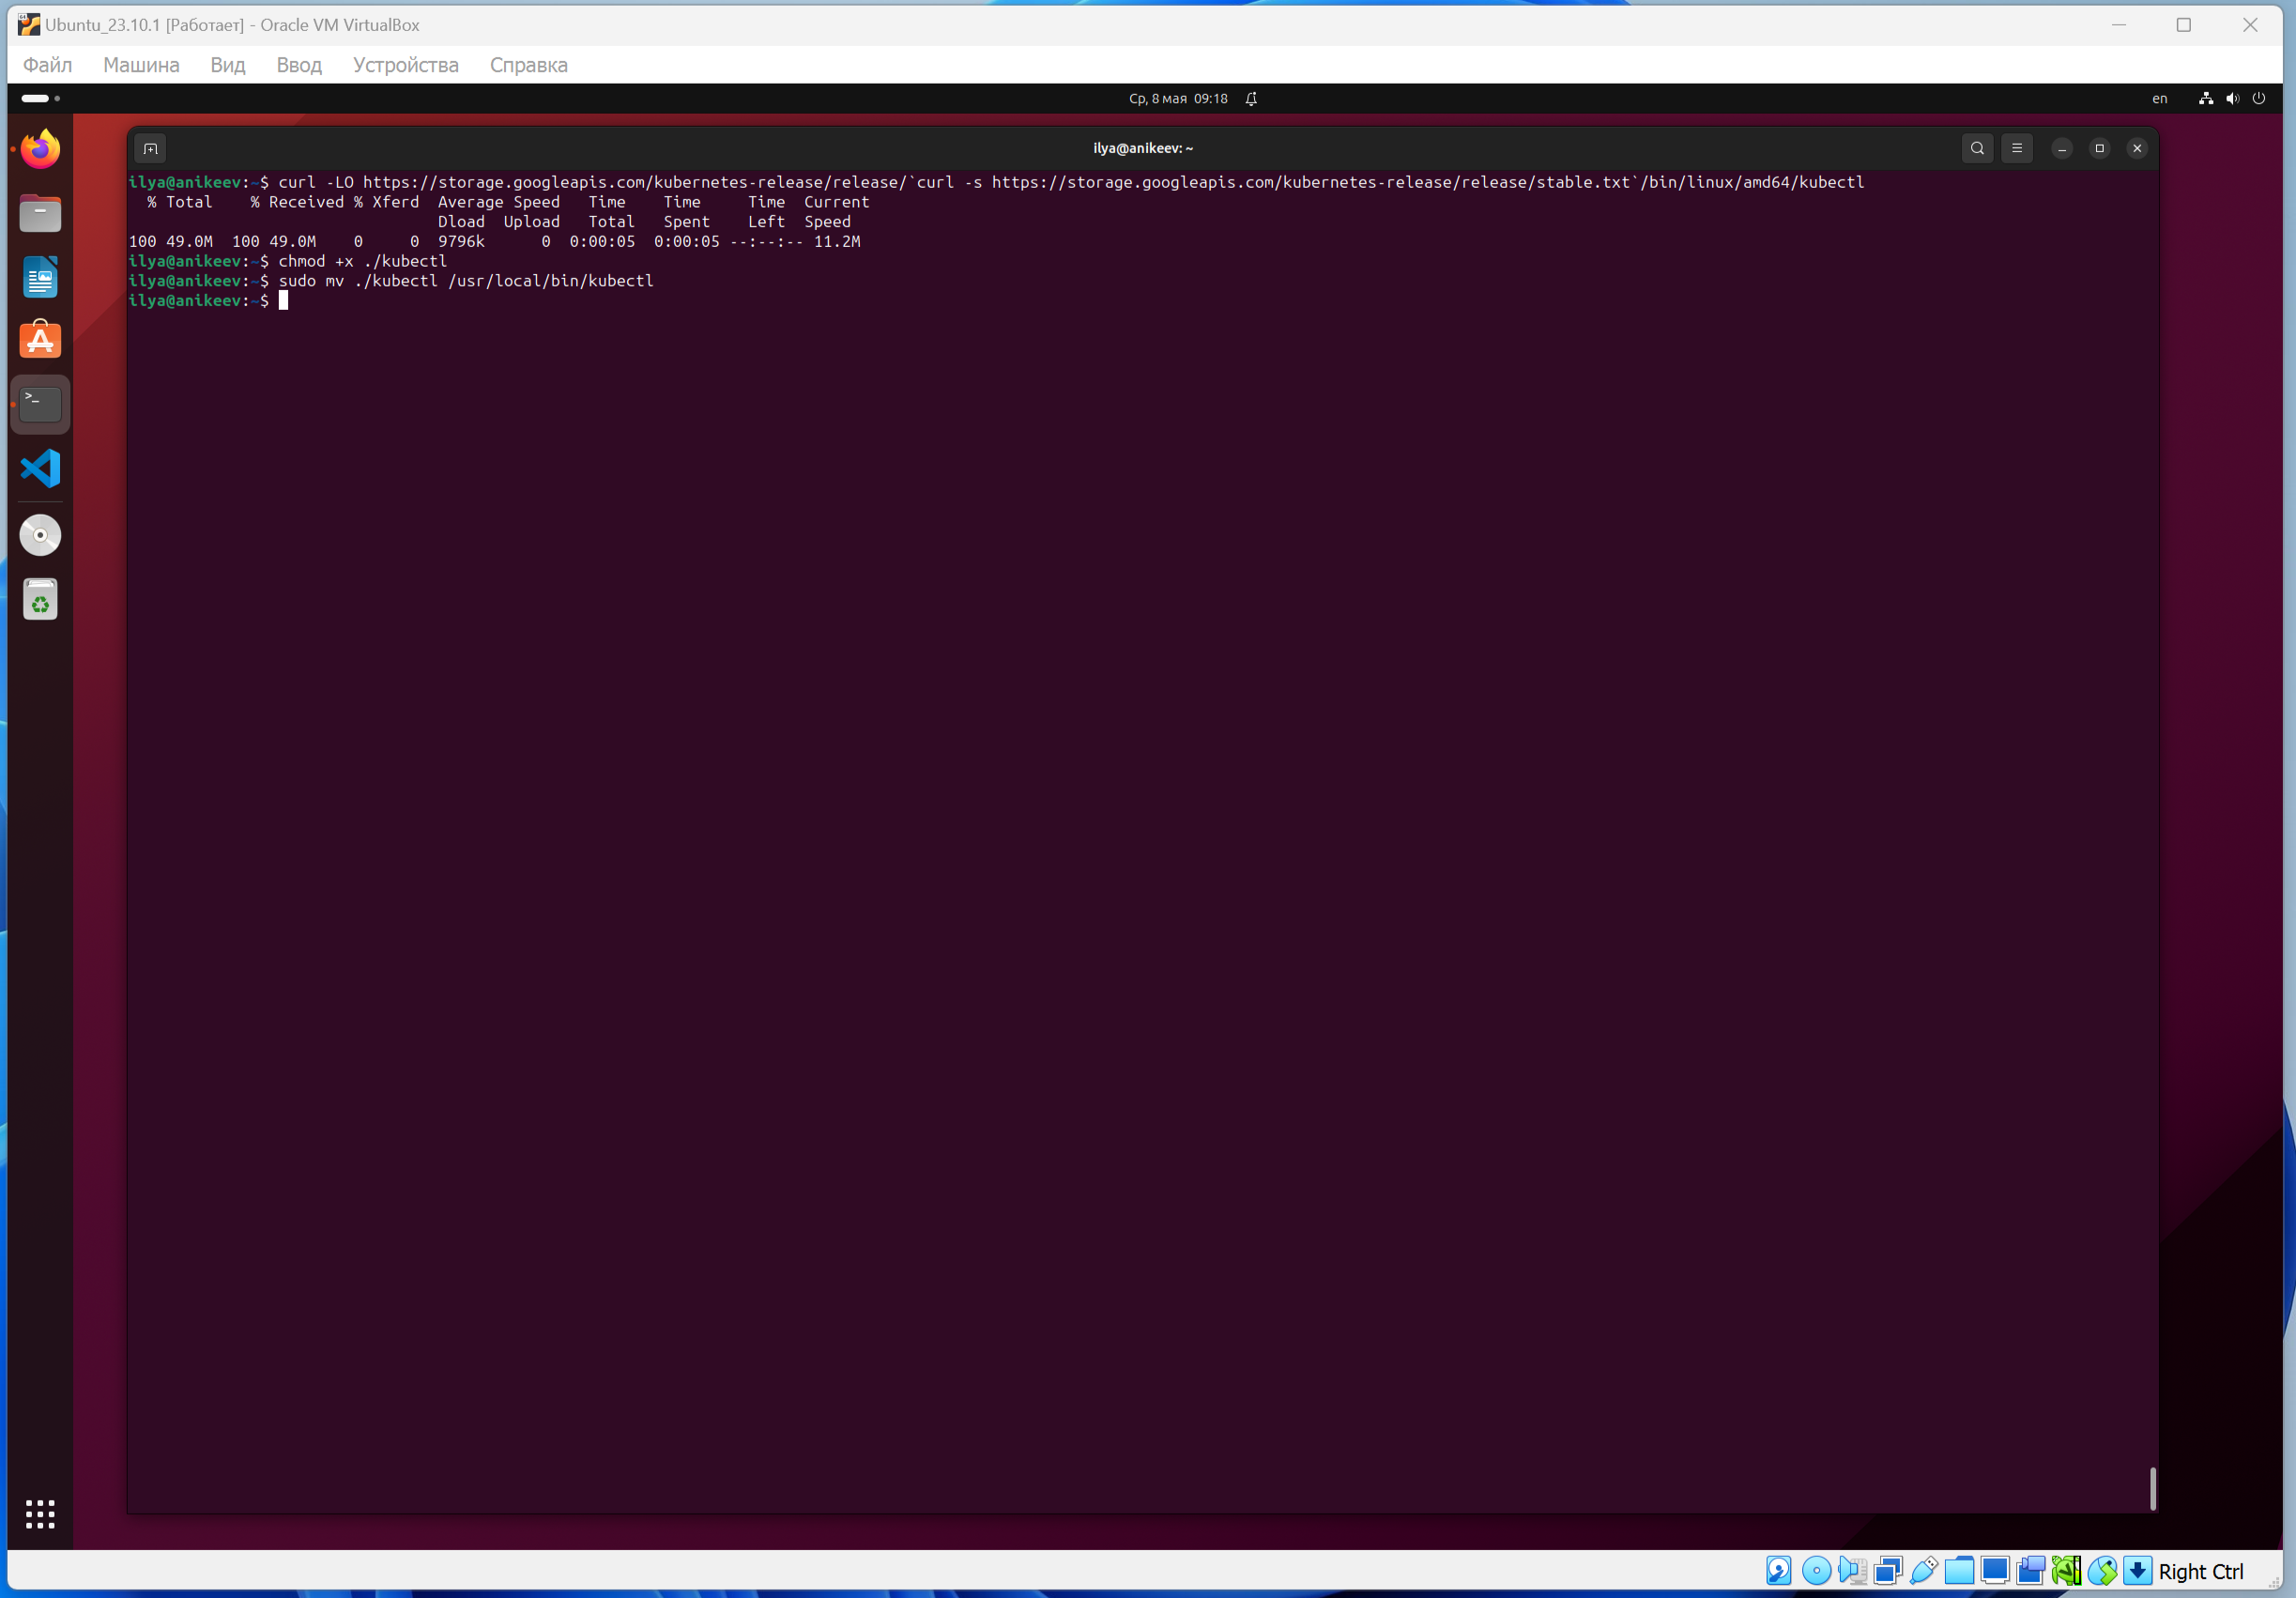 Ubuntu_23.10.1 [Работает] - Oracle VM VirtualBox
Файл Машина Вид Ввод Устройства Справка
Ср, 8 мая 09:18
en
ilya@anikeev: ~
ilya@anikeev:~$ curl -LO https://storage.googleapis.com/kubernetes-release/release/`curl -s https://storage.googleapis.com/kubernetes-release/release/stable.txt`/bin/linux/amd64/kubectl
% Total % Received % Xferd Average Speed Time Time Time Current
Dload Upload Total Spent Left Speed
100 49.0M 100 49.0M 0 0 9796k 0 0:00:05 0:00:05 --:--:-- 11.2M
ilya@anikeev:~$ chmod +x ./kubectl
ilya@anikeev:~$ sudo mv ./kubectl /usr/local/bin/kubectl
ilya@anikeev:~$
Right Ctrl